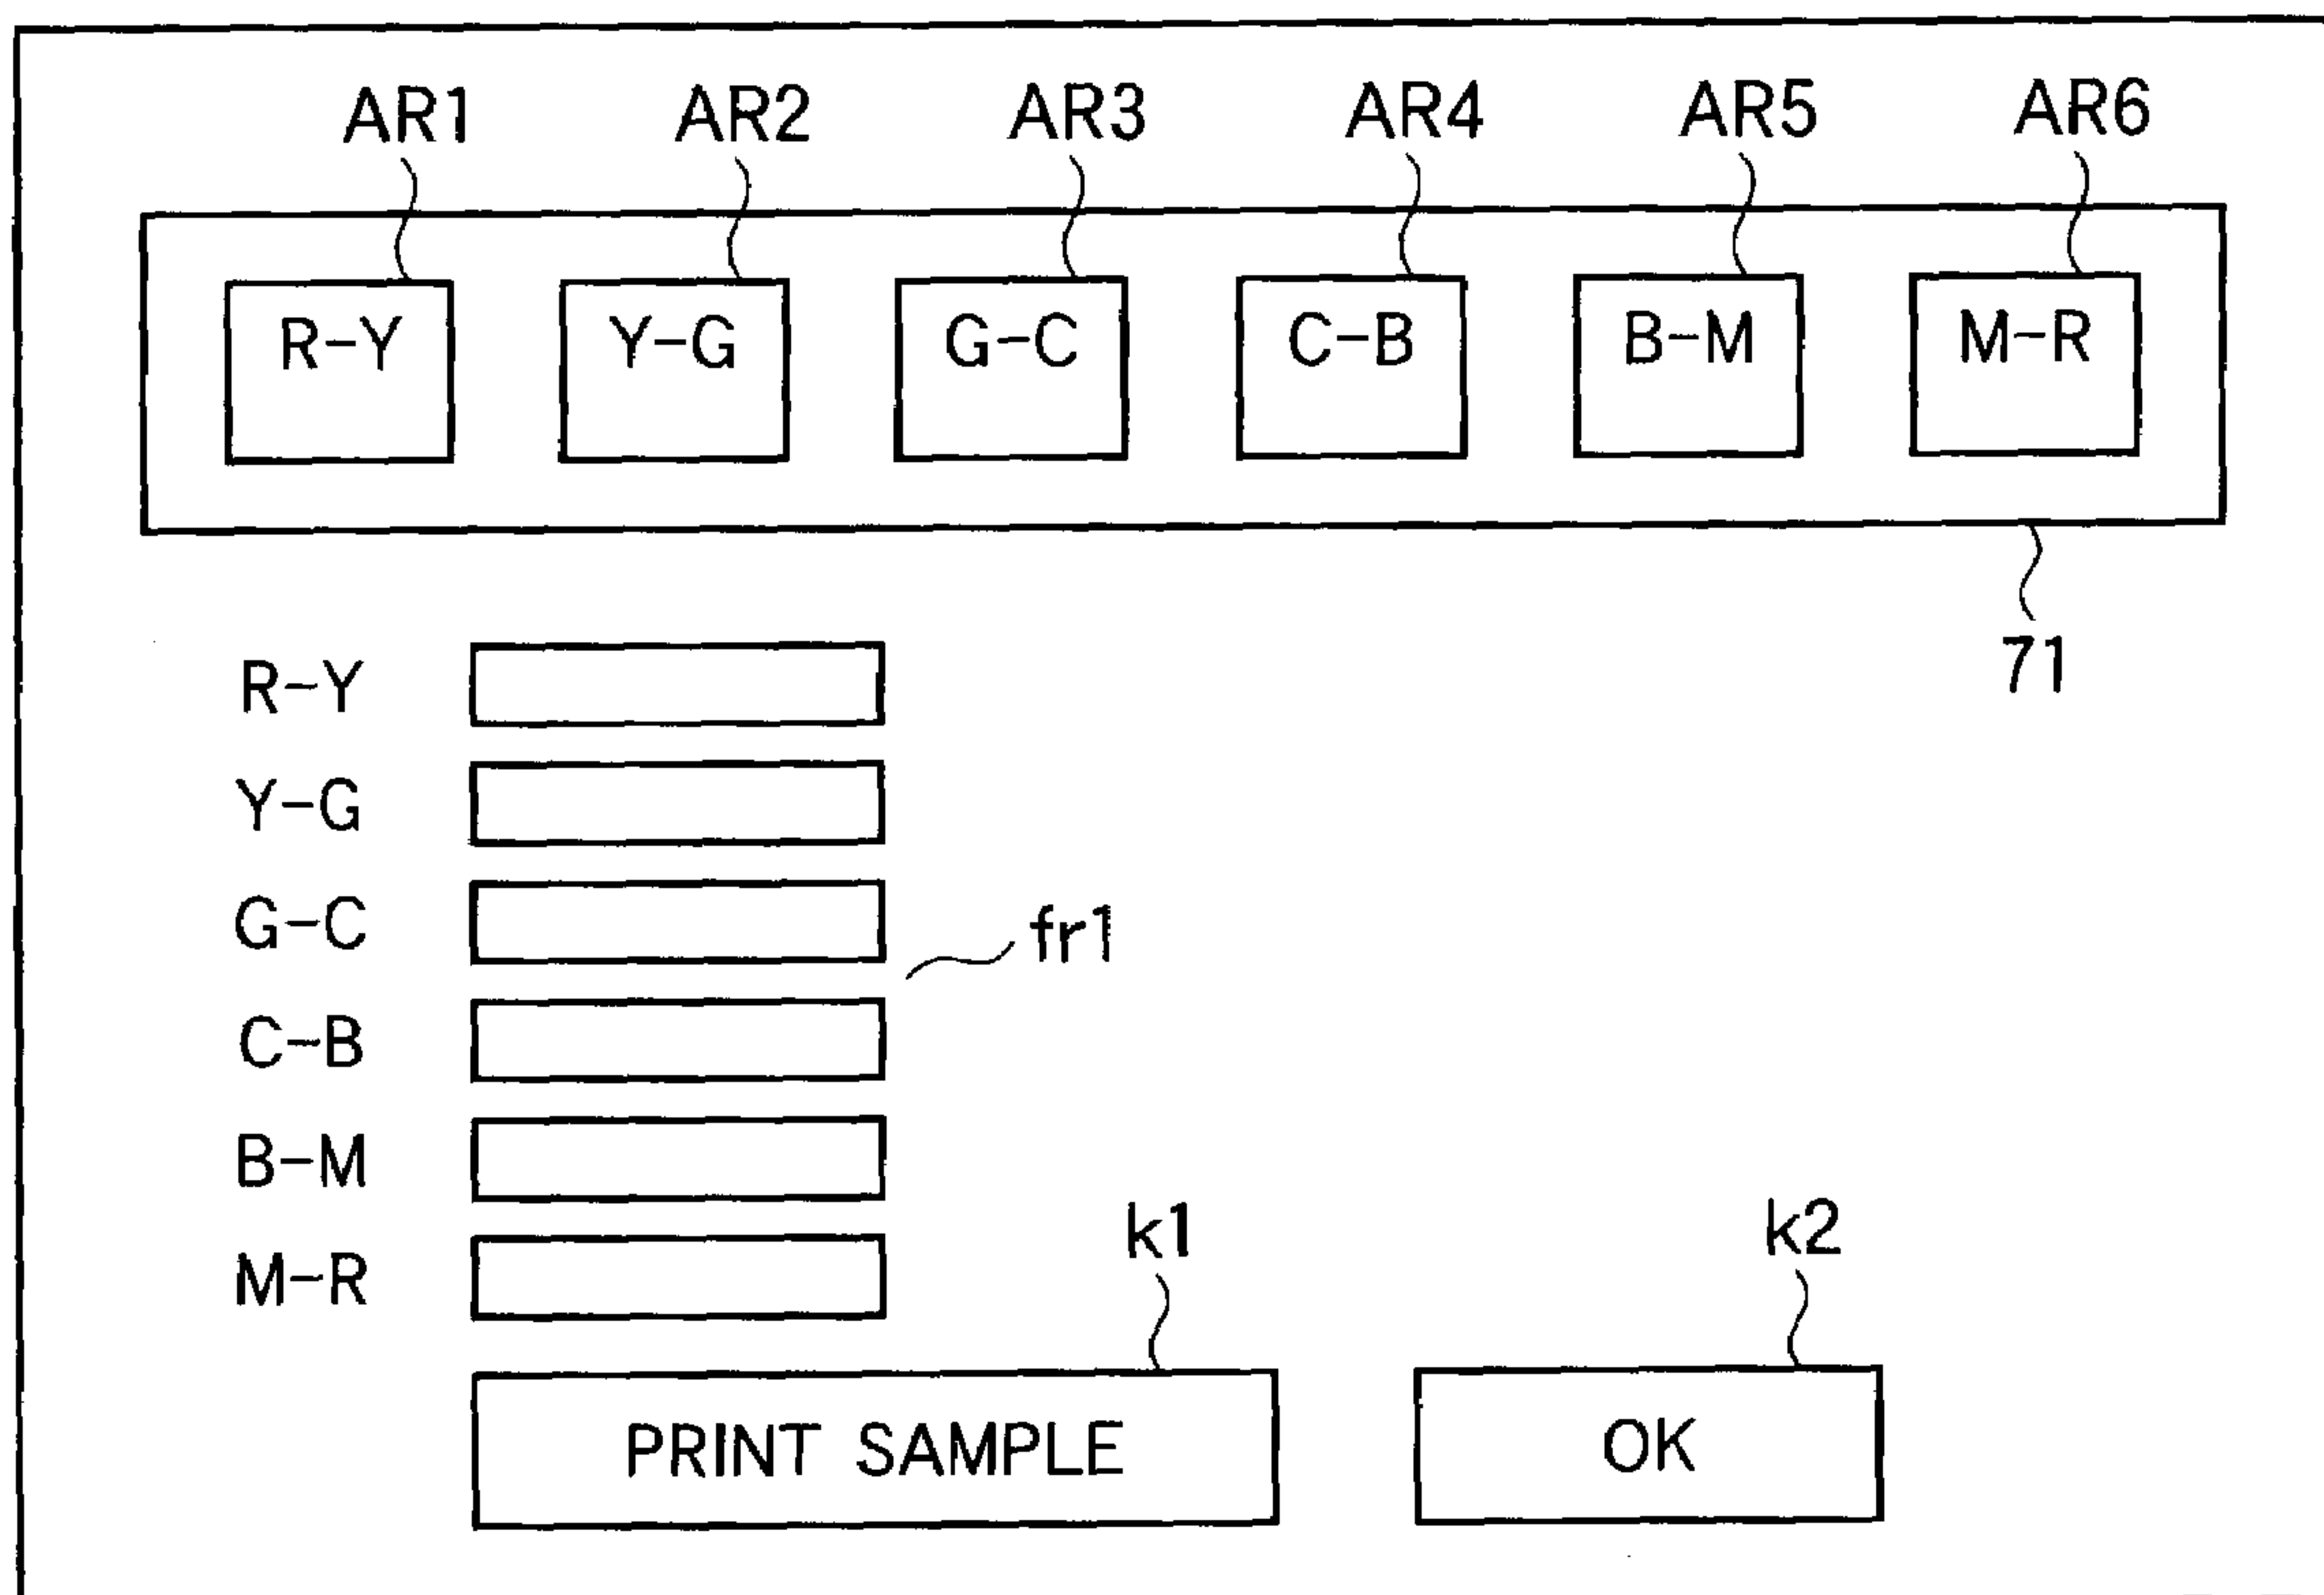 AR1 AR2 AR3 AR4 AR5 AR6
R-Y Y-G G-C C-B B-M M-R
71
R-Y
Y-G
G-C
fr1
C-B
B-M
M-R
k1 k2
PRINT SAMPLE OK